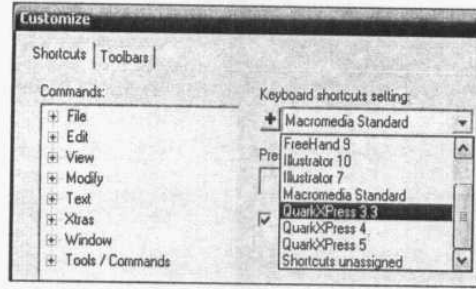 Customize
Shortcuts
Toolbars
Commands:
File
Edit
View
Modify
Text
Xtras
Window
Tools / Commands
Keyboard shortcuts setting:
Macromedia Standard
Pre
FreeHand 9
Illustrator 10
Illustrator 7
Macromedia Standard
QuarkXPress 3.3
QuarkXPress 4
QuarkXPress 5
Shortcuts unassigned